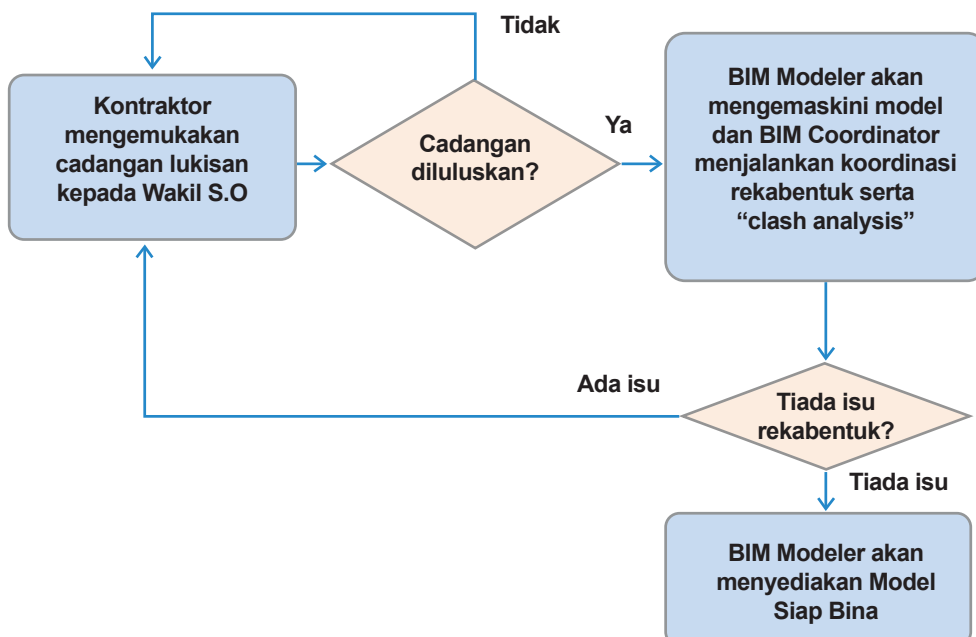 Tidak
Kontraktor
mengemukakan
cadangan lukisan
kepada Wakil S.O
Cadangan
diluluskan?
Ya
BIM Modeler akan
mengemaskini model
dan BIM Coordinator
menjalankan koordinasi
rekabentuk serta
“clash analysis”
Ada isu
Tiada isu
rekabentuk?
Tiada isu
BIM Modeler akan
menyediakan Model
Siap Bina